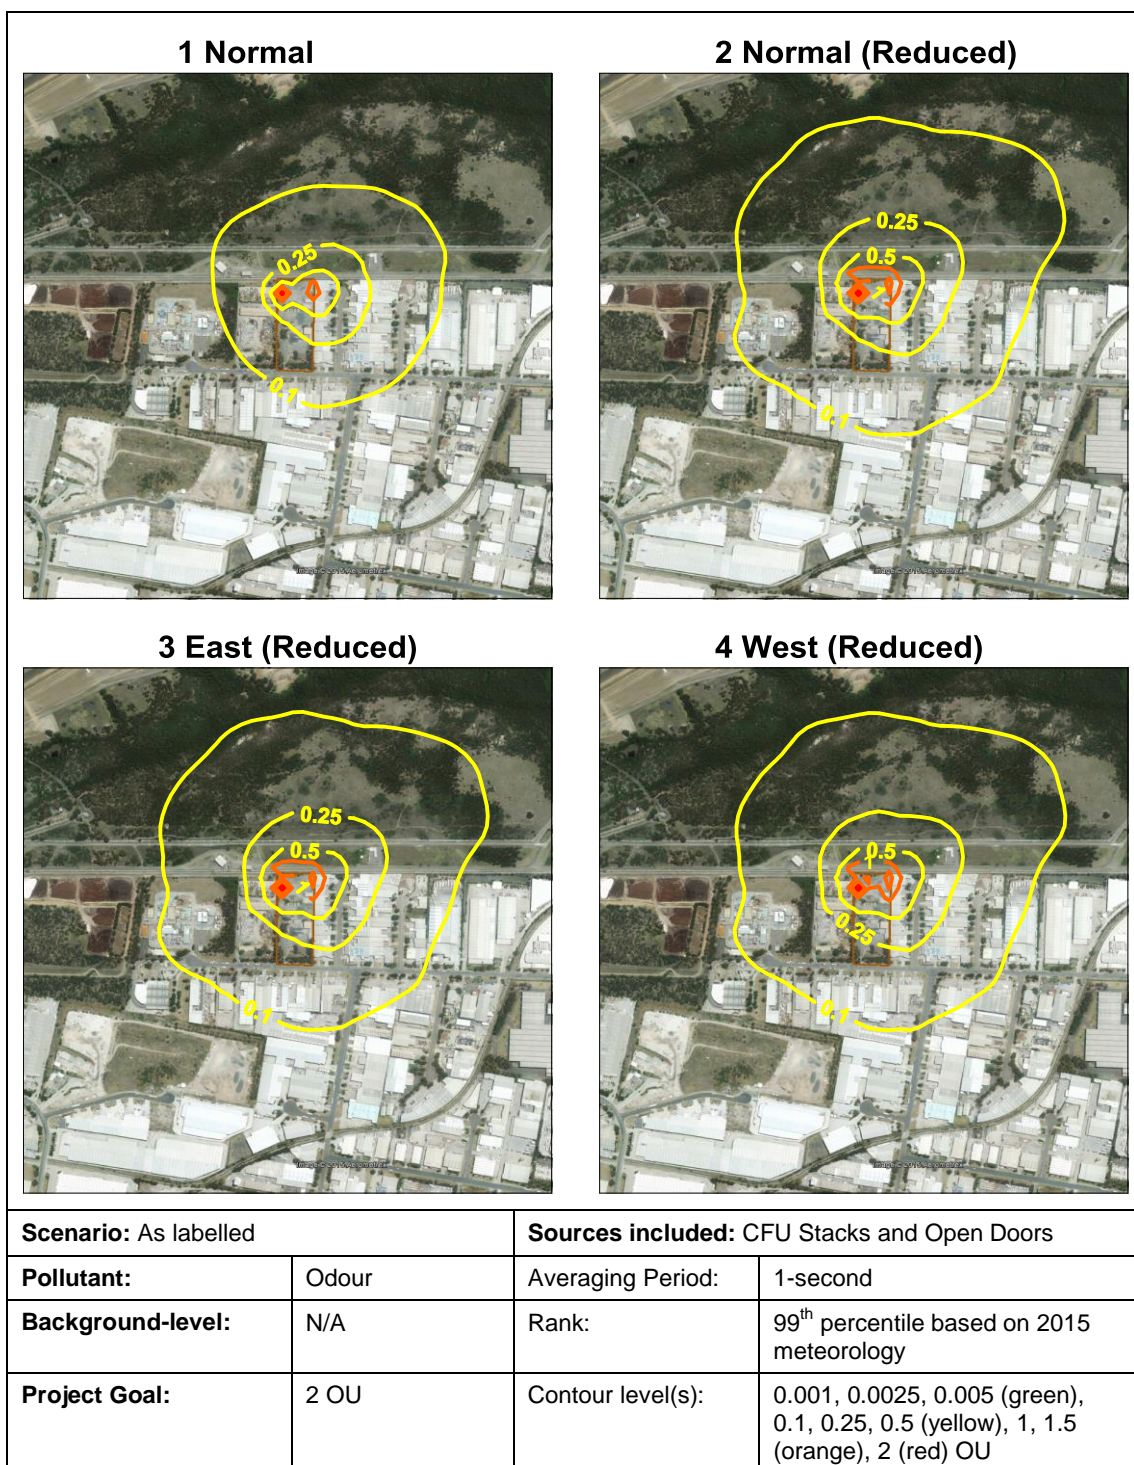 1 Normal
2 Normal (Reduced)
0.25
0.1
0.25
0.5
1
0.1
3 East (Reduced)
4 West (Reduced)
0.25
0.5
1
0.1
0.5
1
0.25
0.1
Scenario: As labelled
Sources included: CFU Stacks and Open Doors
Pollutant:
Odour
Averaging Period:
1-second
Background-level:
N/A
Rank:
99th percentile based on 2015
meteorology
Project Goal:
2 OU
Contour level(s):
0.001, 0.0025, 0.005 (green),
0.1, 0.25, 0.5 (yellow), 1, 1.5
(orange), 2 (red) OU